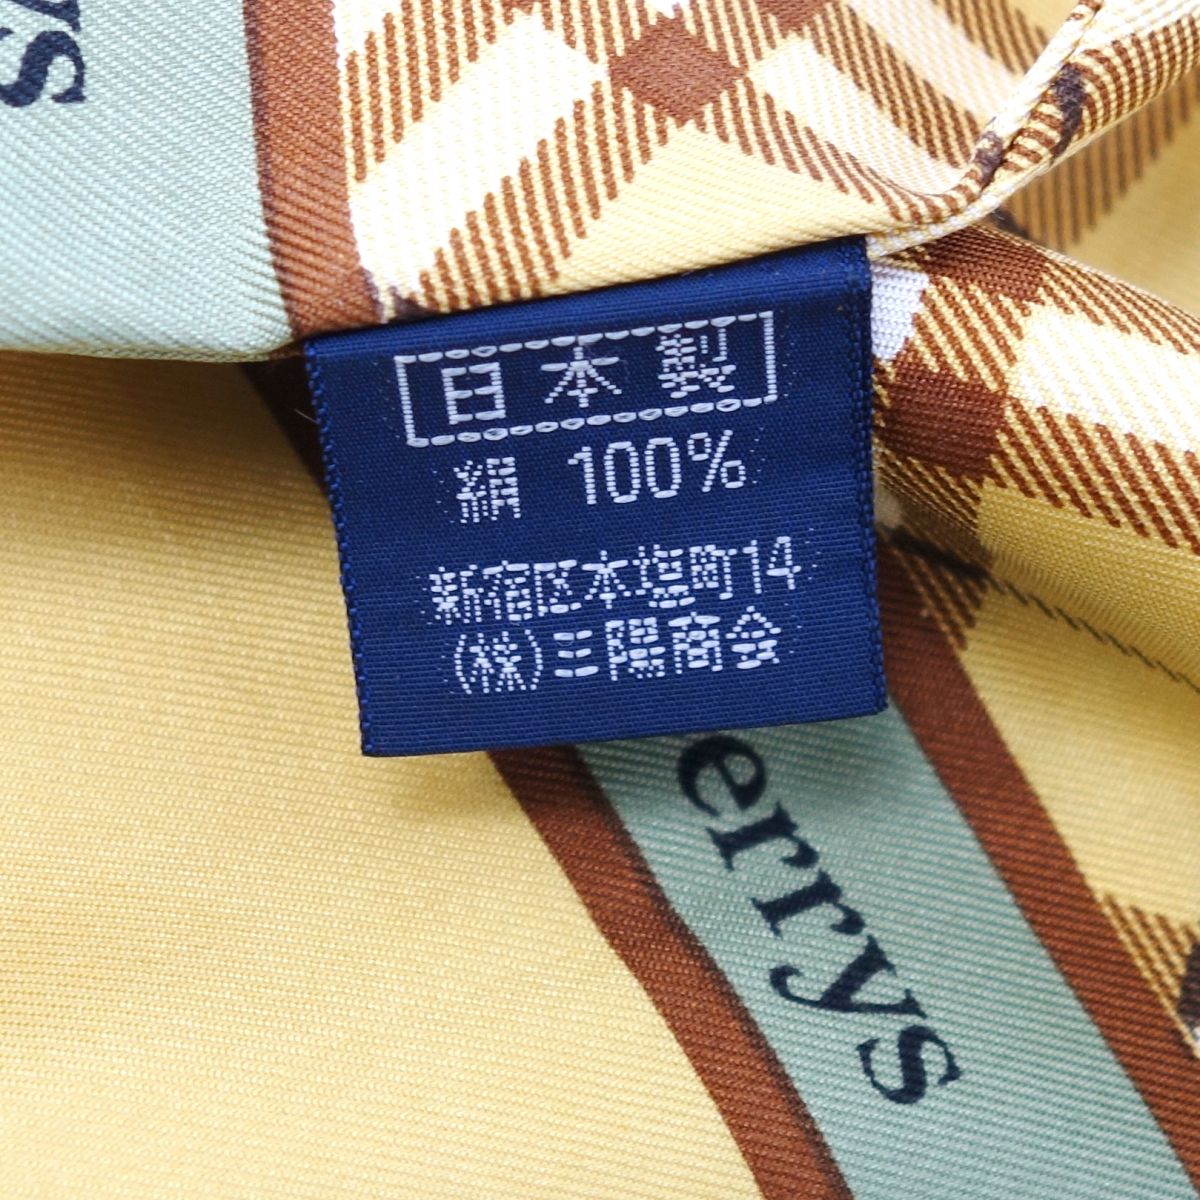 日本製
絹 100%
新宿区本塩町14
(株)三陽商会
errys